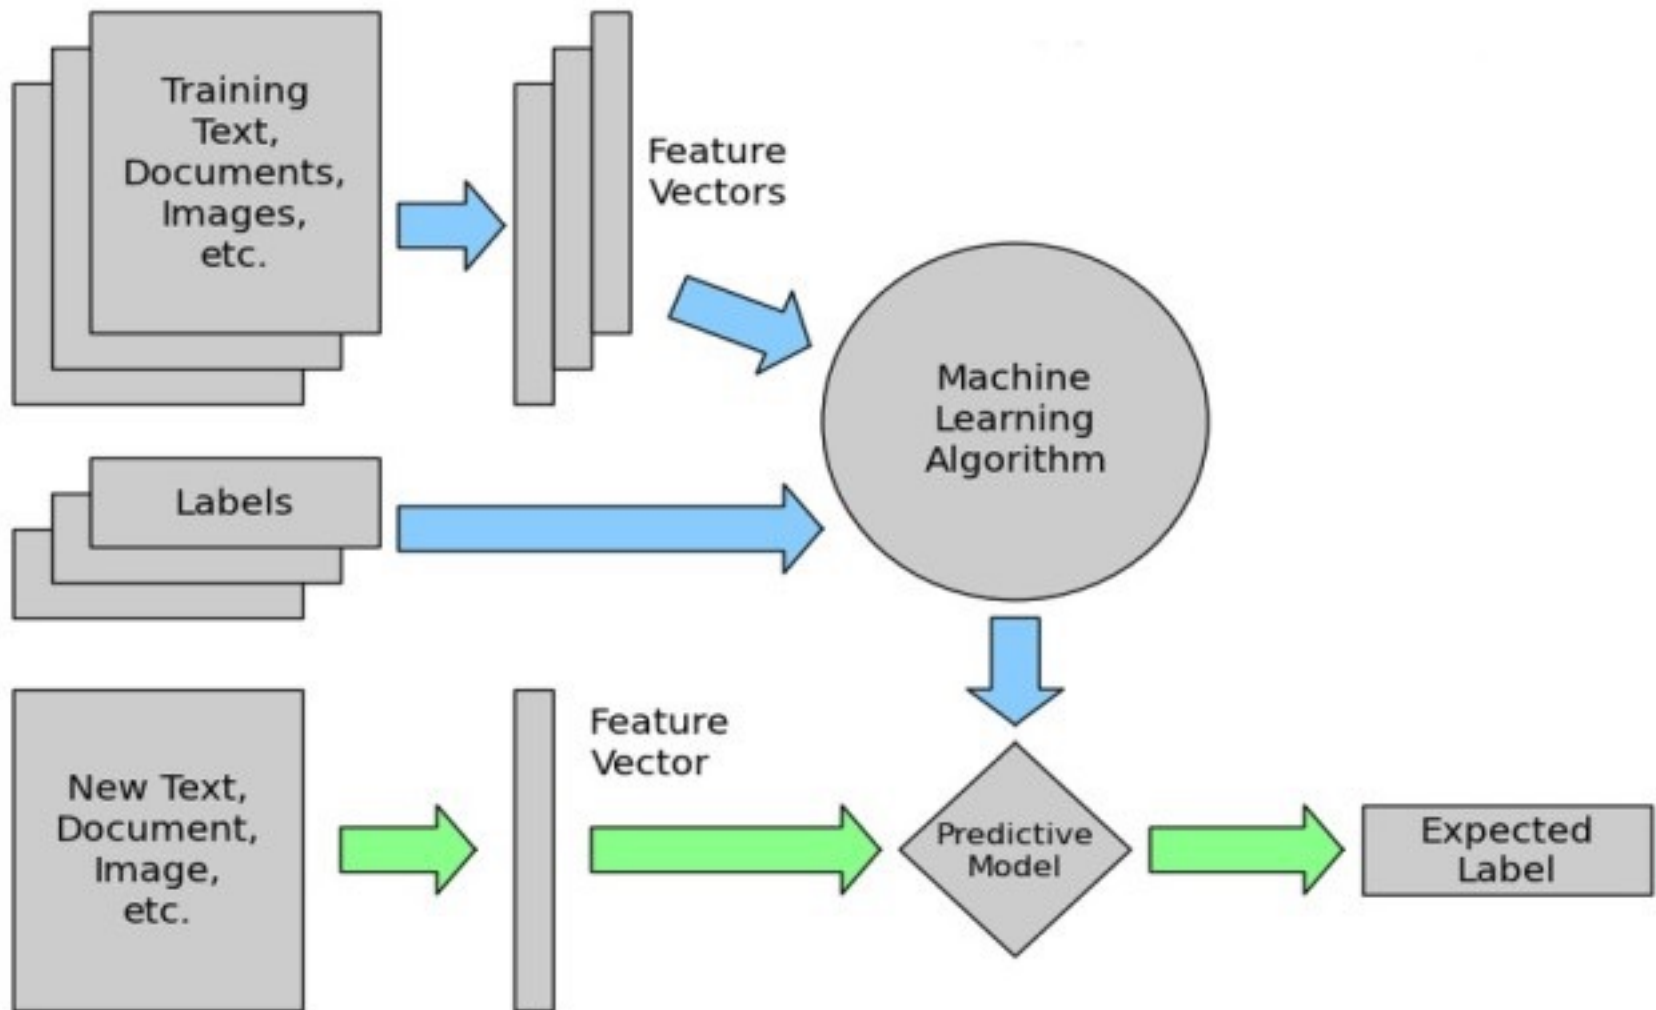 Training
Text,
Documents,
Images,
etc.
Feature
Vectors
Machine
Learning
Algorithm
Labels
New Text,
Document,
Image,
etc.
Feature
Vector
Predictive
Model
Expected
Label